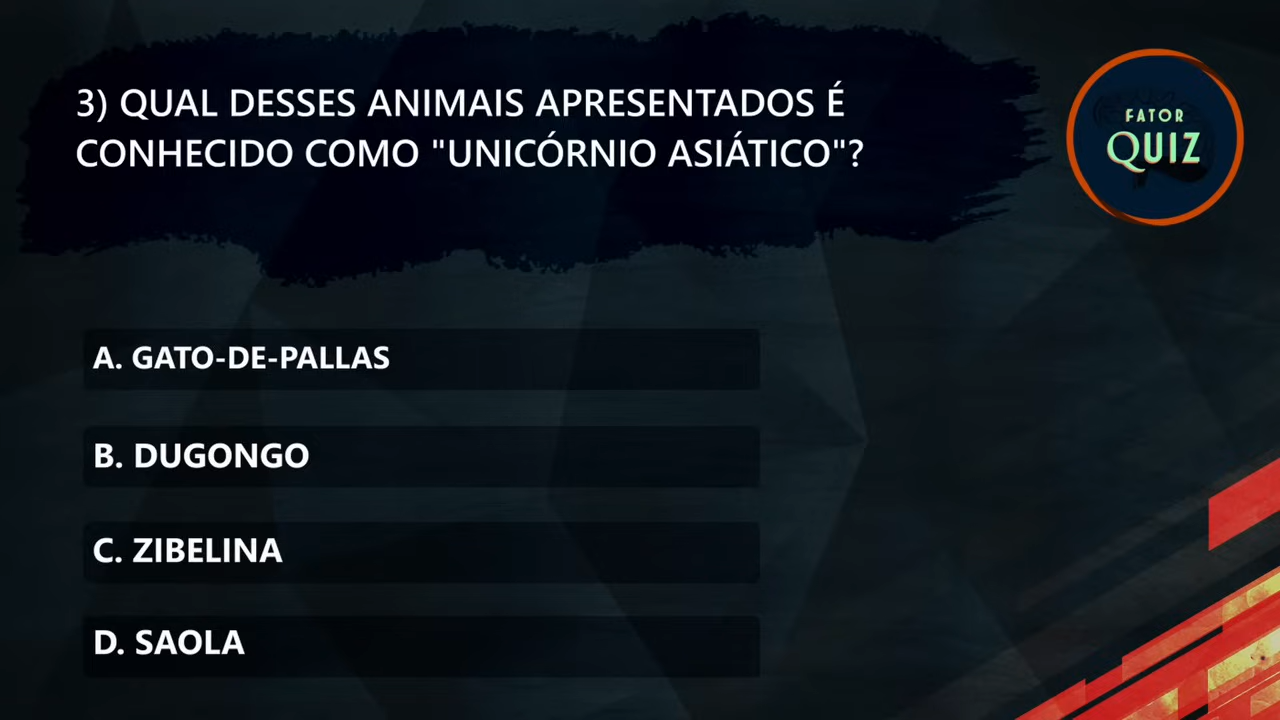 3) QUAL DESSES ANIMAIS APRESENTADOS É
CONHECIDO COMO "UNICÓRNIO ASIÁTICO"?
FATOR
QUIZ
A. GATO-DE-PALLAS
B. DUGONGO
C. ZIBELINA
D. SAOLA